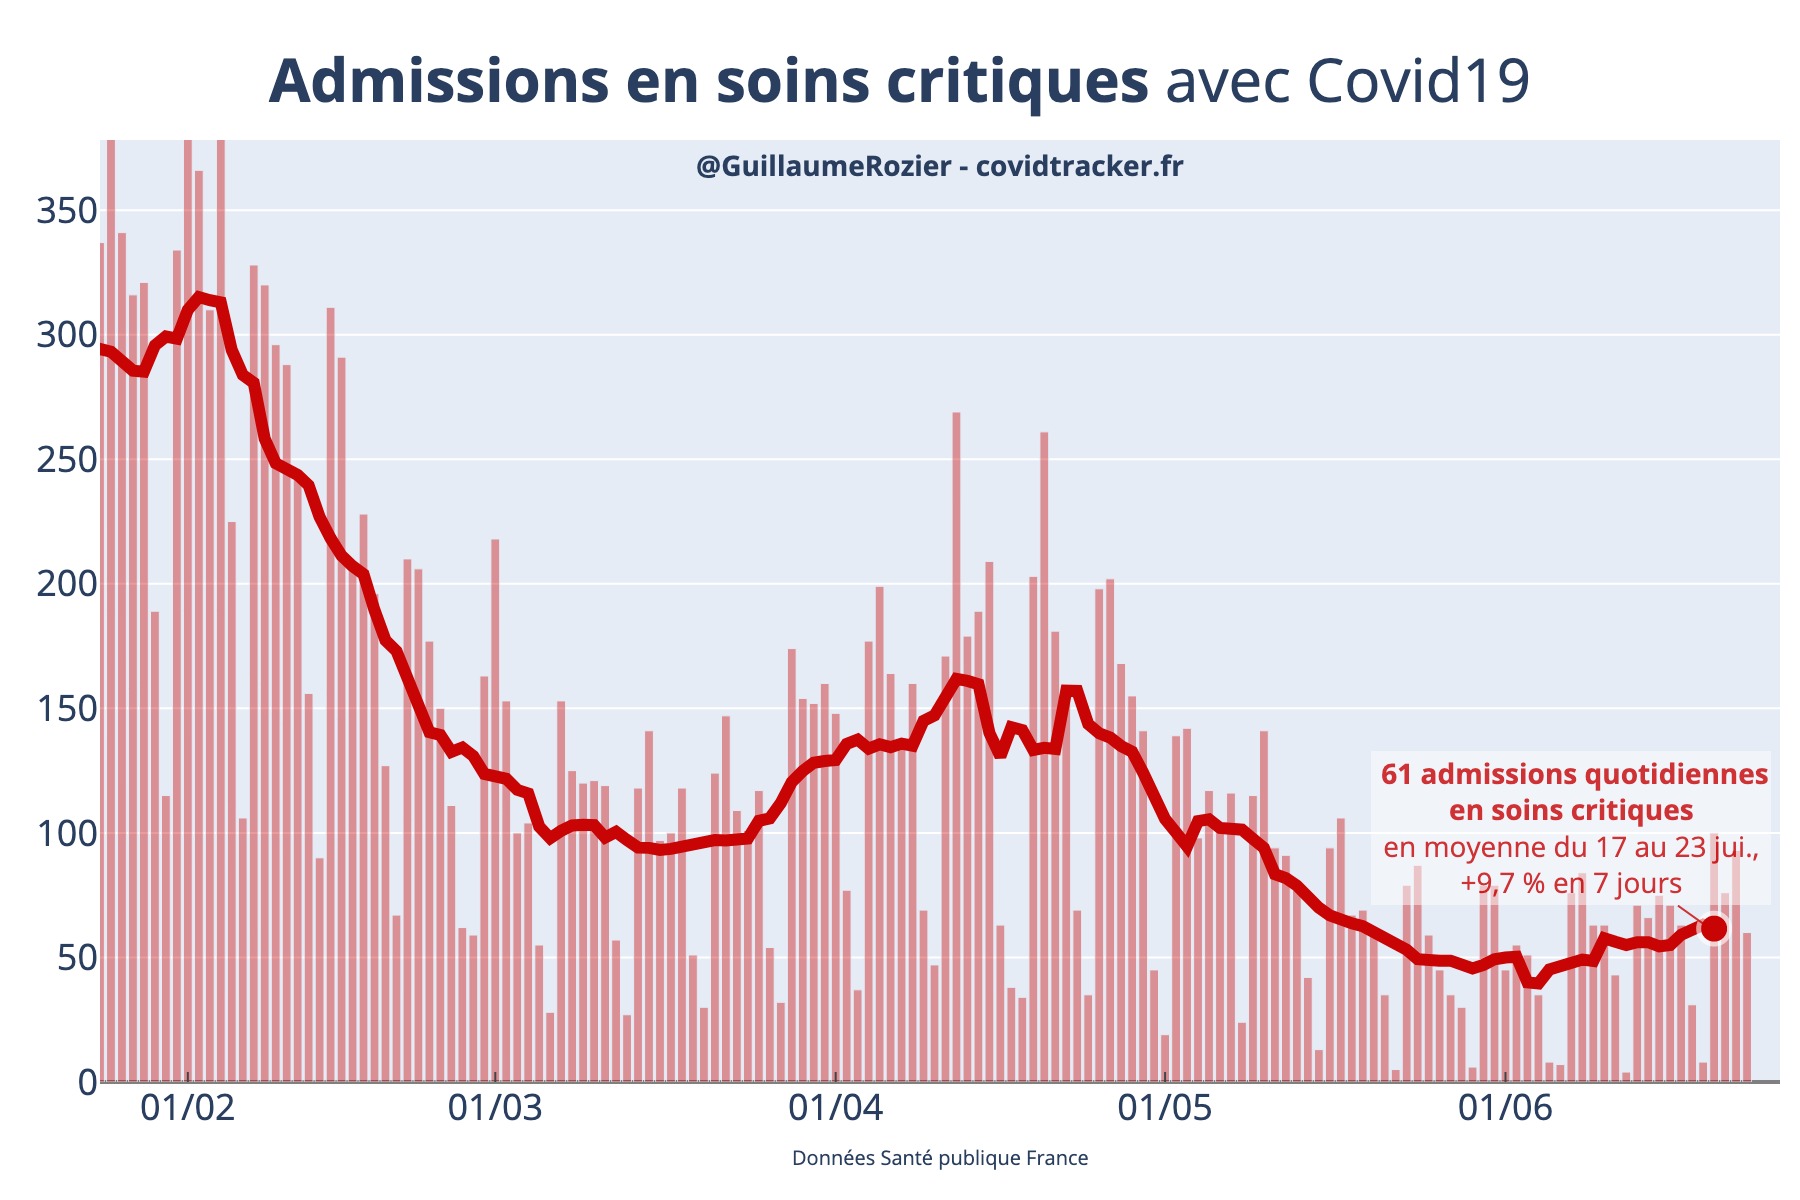 Admissions en soins critiques avec Covid19
@GuillaumeRozier - covidtracker.fr
350
300
250
200
150
100
50
0
61 admissions quotidiennes
en soins critiques
en moyenne du 17 au 23 jui.,
+9,7 % en 7 jours
01/02 01/03 01/04 01/05 01/06
Données Santé publique France